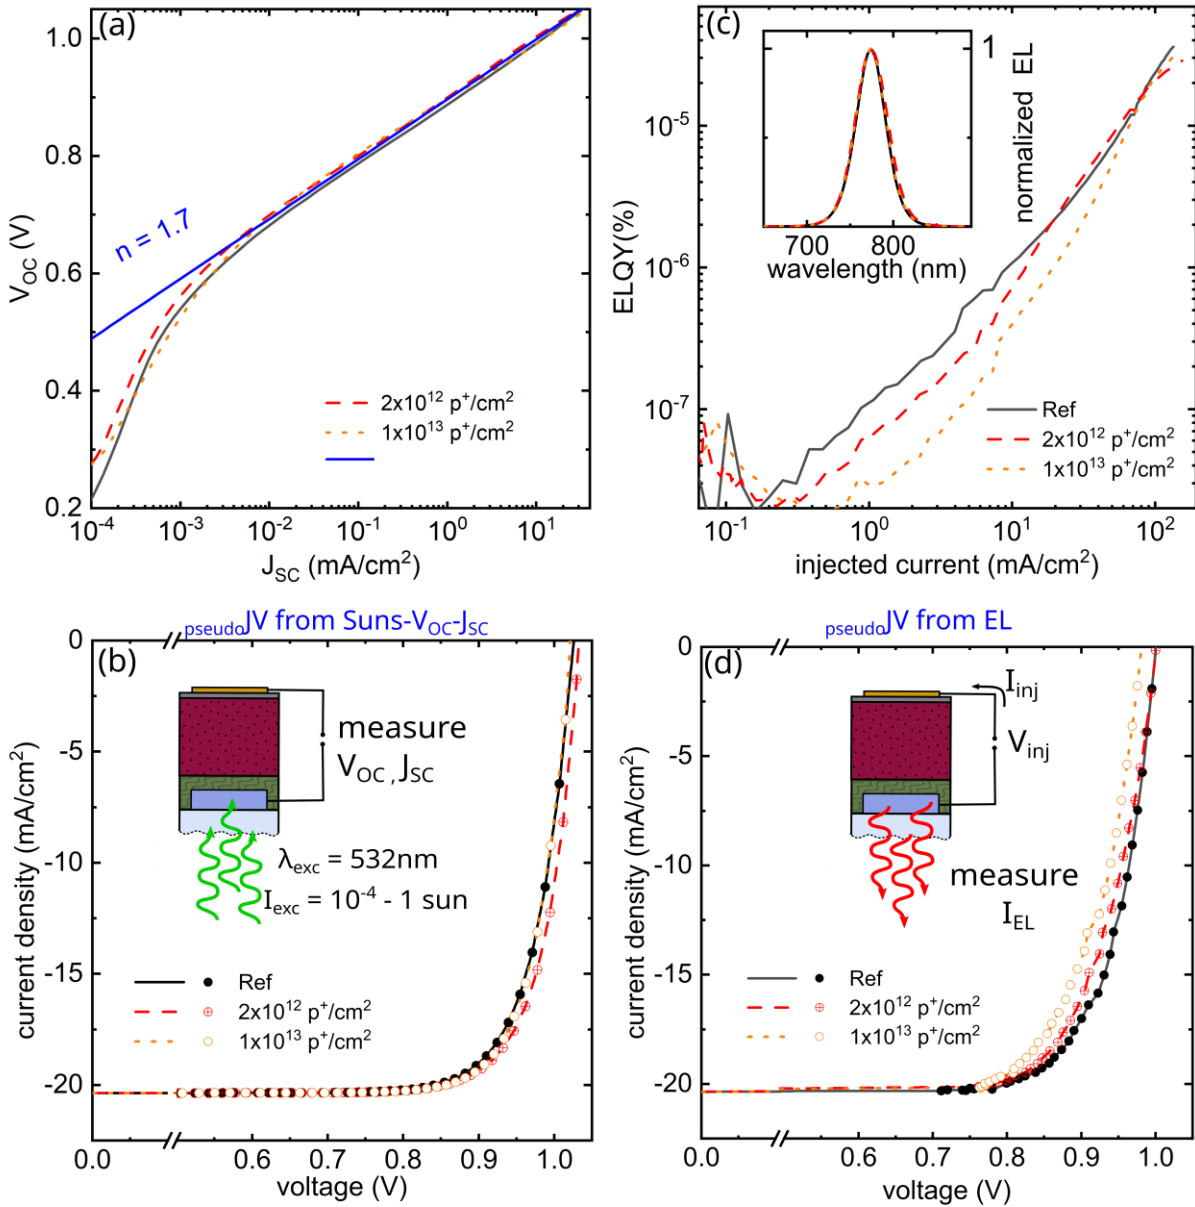 (a)
1.0
0.8
0.6
0.4
0.2
V_OC (V)
n = 1.7
2x10^12 p^+/cm^2
1x10^13 p^+/cm^2
10^-4
10^-3
10^-2
10^-1
10^0
10^1
J_SC (mA/cm^2)
(c)
10^-5
10^-6
10^-7
ELQY(%)
1
normalized EL
700
800
wavelength (nm)
Ref
2x10^12 p^+/cm^2
1x10^13 p^+/cm^2
10^-1
10^0
10^1
10^2
injected current (mA/cm^2)
pseudoJV from Suns-V_OC-J_SC
(b)
0
-5
-10
-15
-20
current density (mA/cm^2)
measure
V_OC , J_SC
λ_exc = 532nm
I_exc = 10^-4 - 1 sun
Ref
2x10^12 p^+/cm^2
1x10^13 p^+/cm^2
0.0
0.6
0.7
0.8
0.9
1.0
voltage (V)
pseudoJV from EL
(d)
0
-5
-10
-15
-20
current density (mA/cm^2)
I_inj
V_inj
measure
I_EL
Ref
2x10^12 p^+/cm^2
1x10^13 p^+/cm^2
0.0
0.6
0.7
0.8
0.9
1.0
voltage (V)